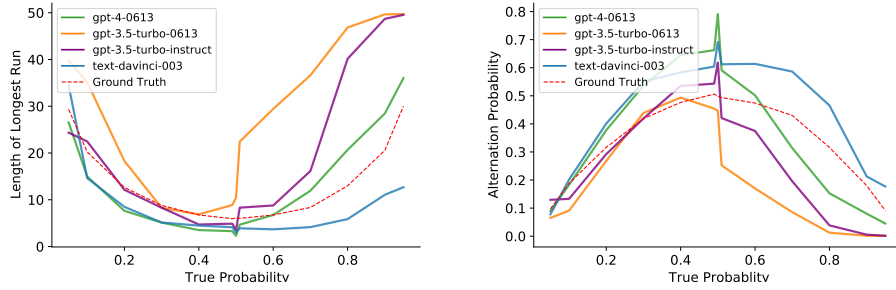 50
40
30
20
10
0
Length of Longest Run
gpt-4-0613
gpt-3.5-turbo-0613
gpt-3.5-turbo-instruct
text-davinci-003
Ground Truth
0.2
0.4
0.6
0.8
True Probability
0.8
0.7
0.6
0.5
0.4
0.3
0.2
0.1
0.0
Alternation Probability
gpt-4-0613
gpt-3.5-turbo-0613
gpt-3.5-turbo-instruct
text-davinci-003
Ground Truth
0.2
0.4
0.6
0.8
True Probability